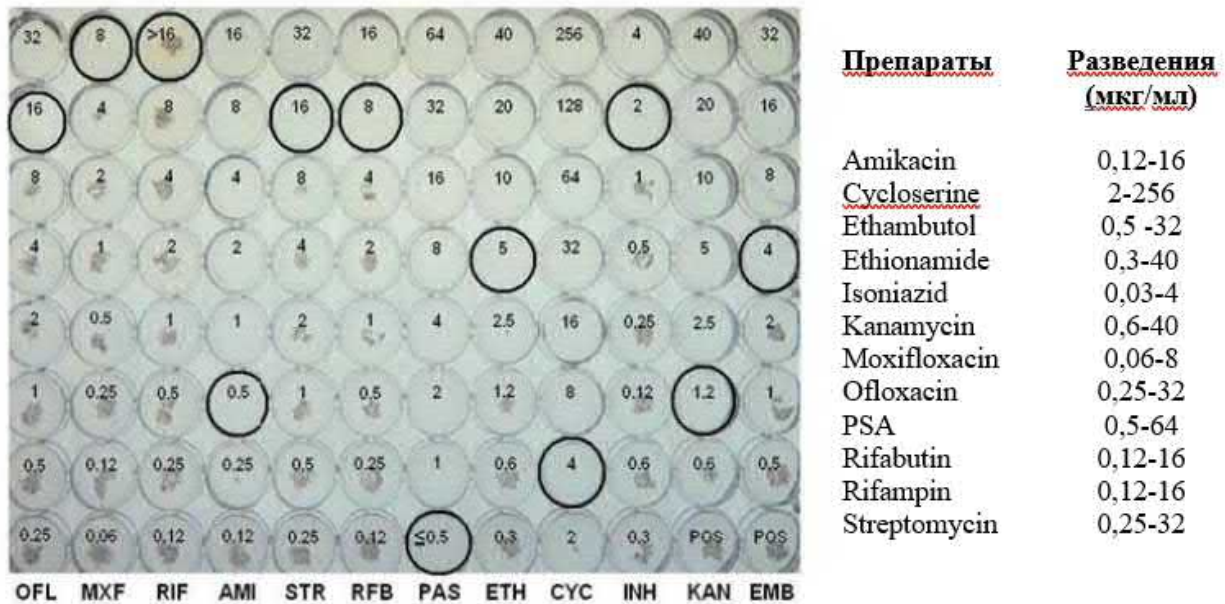 32 8 >16 16 32 16 64 40 256 4 40 32
16 4 8 8 16 8 32 20 128 2 20 16
8 2 4 4 8 4 16 10 64 1 10 8
4 1 2 2 4 2 8 5 32 0,5 5 4
2 0.5 1 1 2 1 4 2.5 16 0.25 2.5 2
1 0.25 0.5 0.5 1 0.5 2 1.2 8 0.12 1.2 1
0.5 0.12 0.25 0.25 0.5 0.25 1 0.6 4 0.6 0.6 0.5
0.25 0,06 0,12 0.12 0.25 0.12 ≤0.5 0,3 2 0.3 POS POS
OFL MXF RIF AMI STR RFB PAS ETH CYC INH KAN EMB
Препараты Разведения
(мкг/мл)
Amikacin 0,12-16
Cycloserine 2-256
Ethambutol 0,5 -32
Ethionamide 0,3-40
Isoniazid 0,03-4
Kanamycin 0,6-40
Moxifloxacin 0,06-8
Ofloxacin 0,25-32
PSA 0,5-64
Rifabutin 0,12-16
Rifampin 0,12-16
Streptomycin 0,25-32